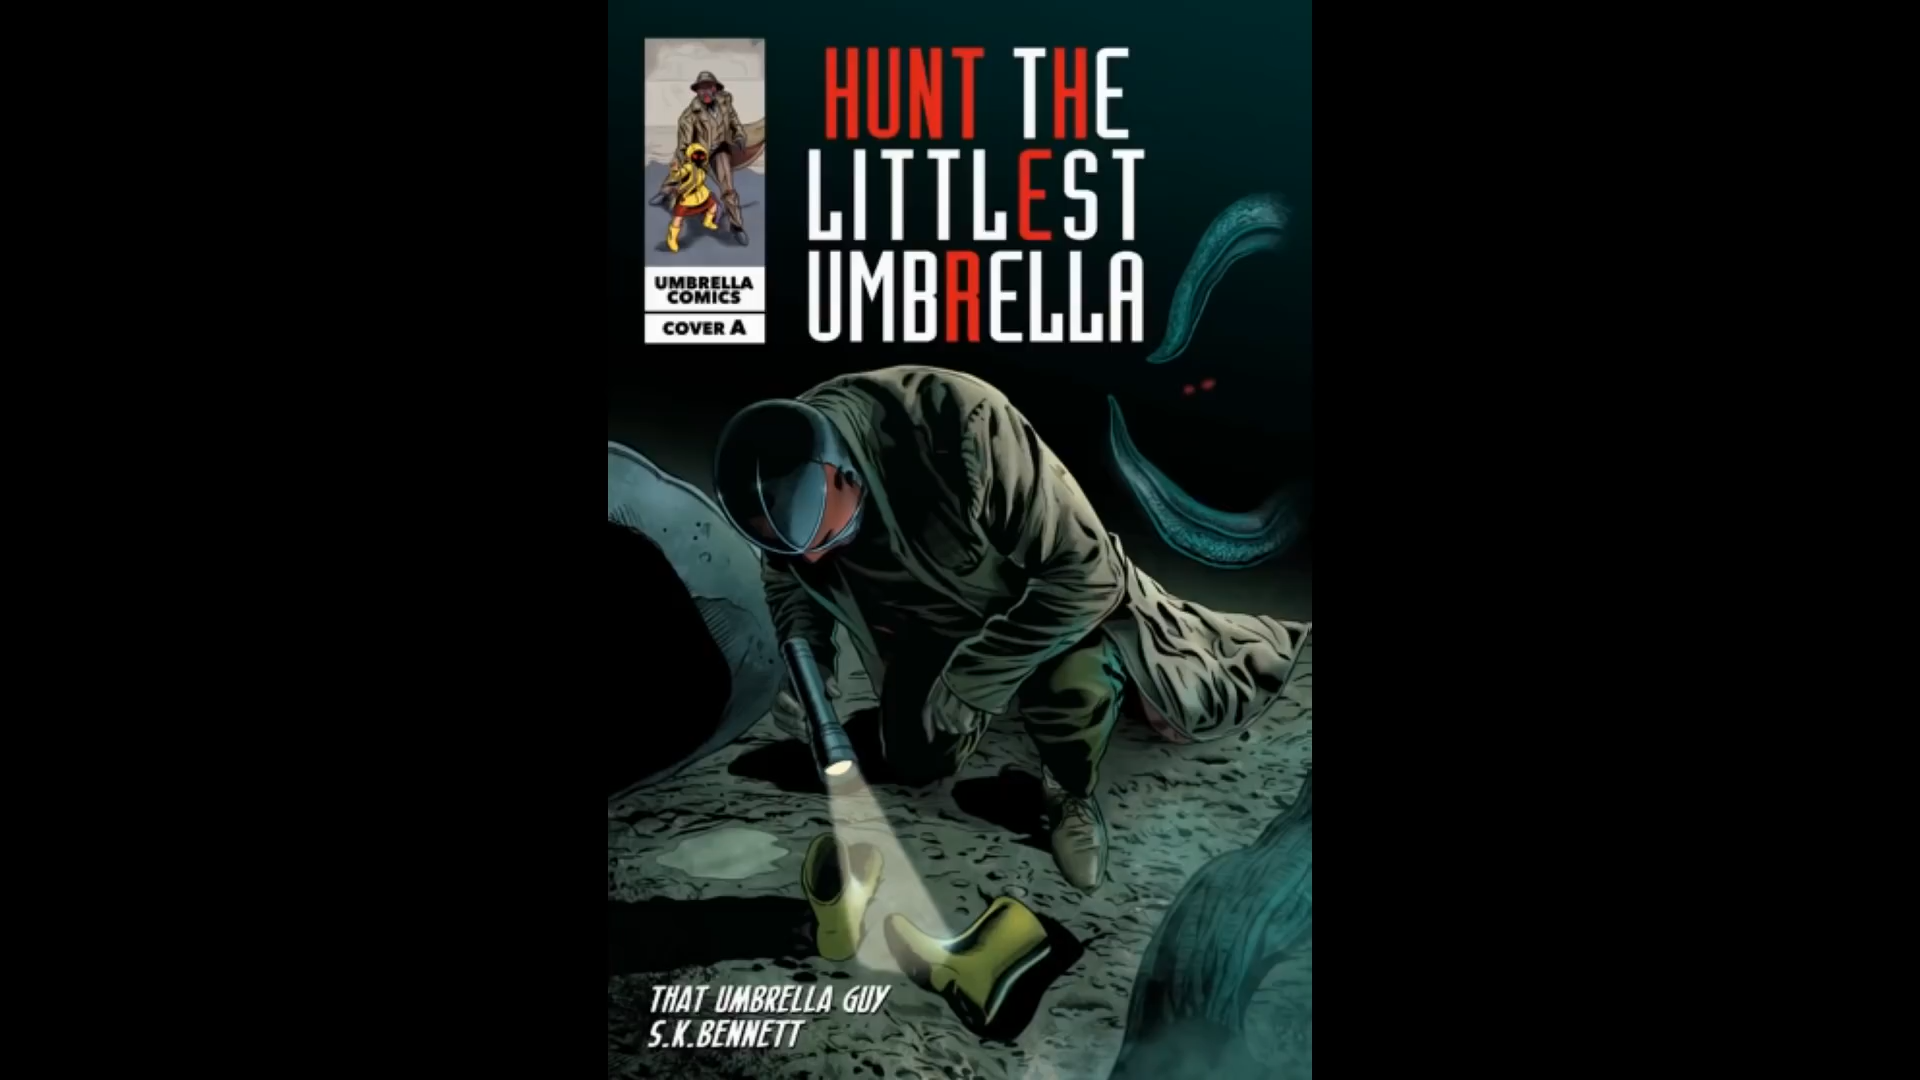 HUNT THE
LITTLEST
UMBRELLA
UMBRELLA
COMICS
COVER A
THAT UMBRELLA GUY
S.K.BENNETT